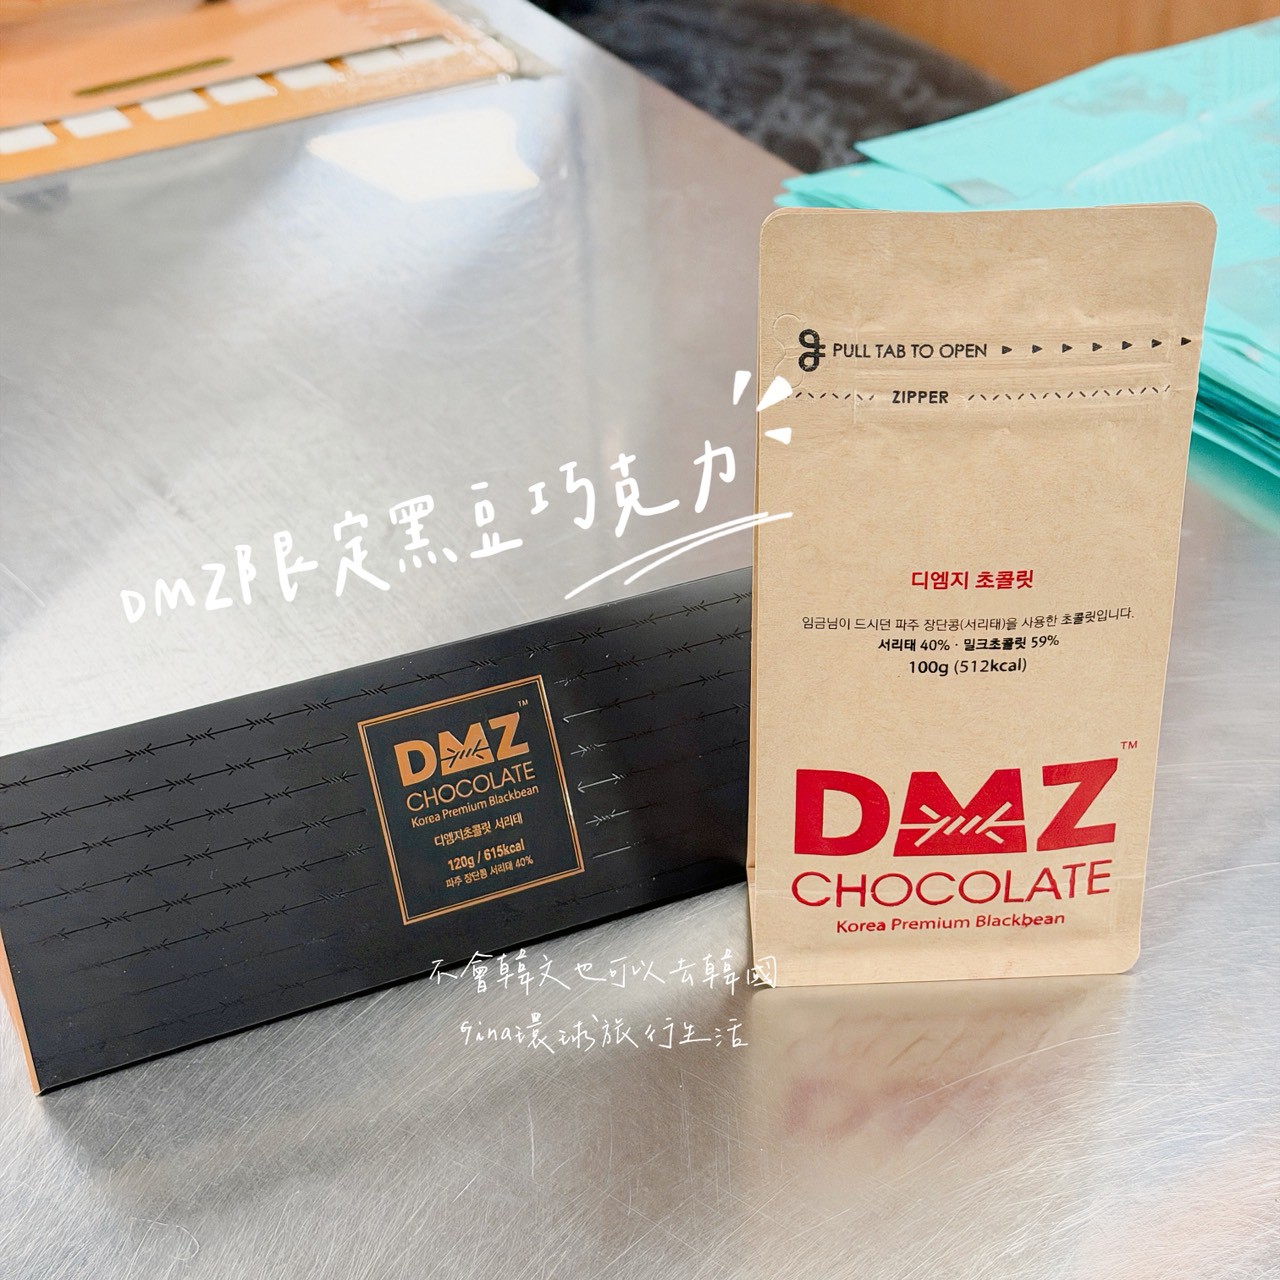 PULL TAB TO OPEN
ZIPPER
DMZ限定黑豆巧克力
디엠지 초콜릿
임금님이 드시던 파주 장단콩(서리태)을 사용한 초콜릿입니다.
서리태 40% · 밀크초콜릿 59%
100g (512kcal)
DMZ™
CHOCOLATE
Korea Premium Blackbean
DMZ™
CHOCOLATE
Korea Premium Blackbean
디엠지초콜릿 서리태
120g / 615kcal
파주 장단콩 서리태 40%
不會韓文也可以去韓國
gina環球旅行生活